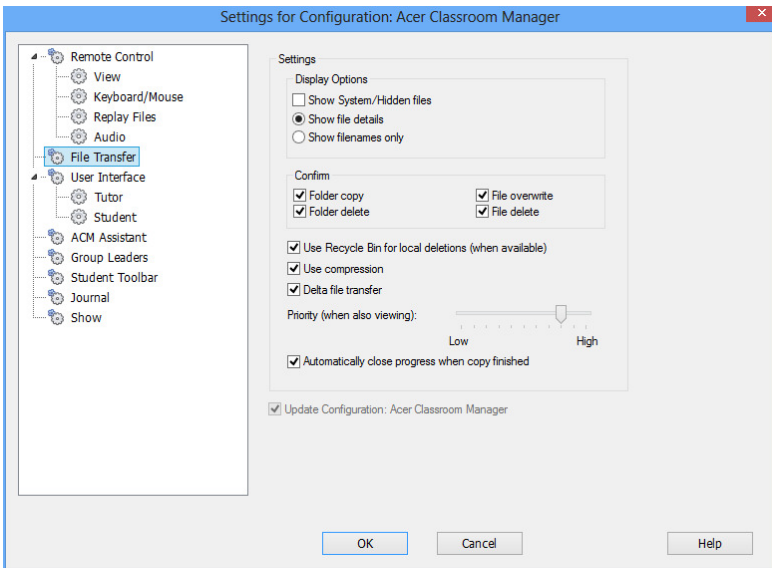 Settings for Configuration: Acer Classroom Manager
Remote Control
View
Keyboard/Mouse
Replay Files
Audio
File Transfer
User Interface
Tutor
Student
ACM Assistant
Group Leaders
Student Toolbar
Journal
Show
Settings
Display Options
Show System/Hidden files
Show file details
Show filenames only
Confirm
Folder copy File overwrite
Folder delete File delete
Use Recycle Bin for local deletions (when available)
Use compression
Delta file transfer
Priority (when also viewing):
Low High
Automatically close progress when copy finished
Update Configuration: Acer Classroom Manager
OK Cancel Help